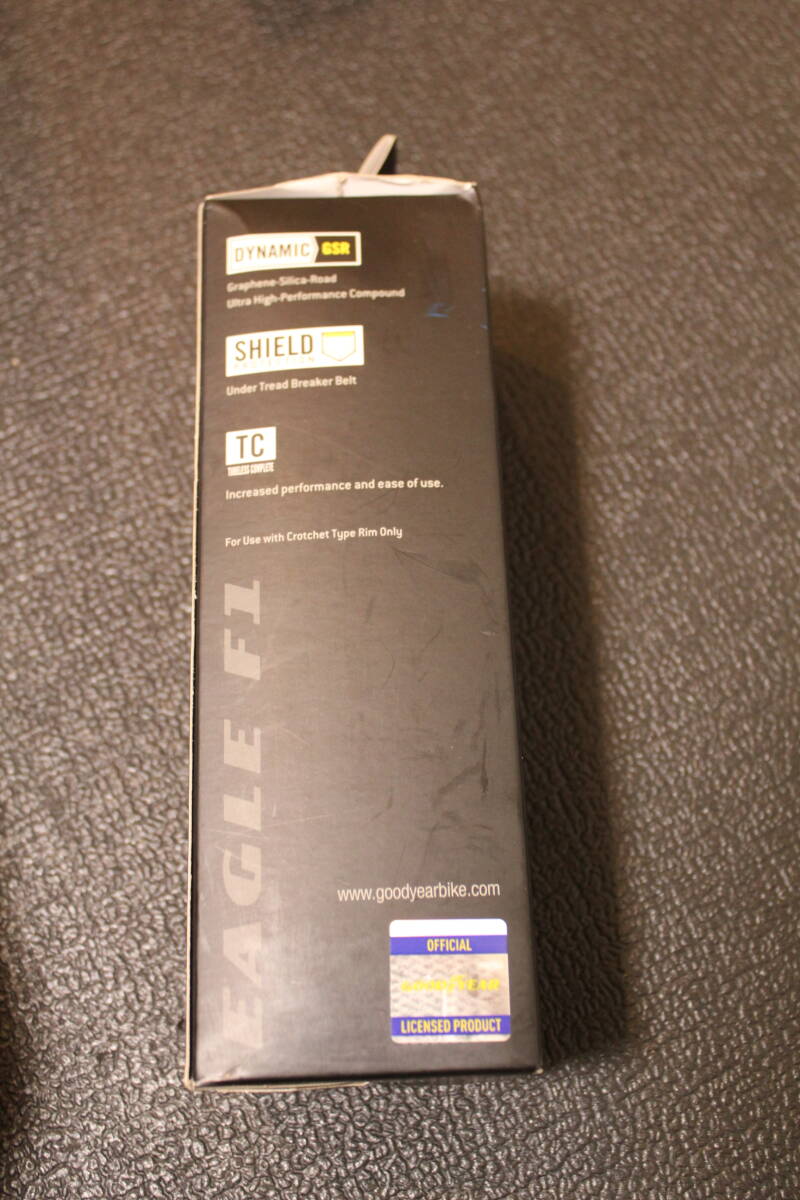 DYNAMIC GSR
Graphene-Silica-Road
Ultra High-Performance Compound
SHIELD
PROTECTION
Under Tread Breaker Belt
TC
TUBELESS COMPLETE
Increased performance and ease of use.
For Use with Crotchet Type Rim Only
EAGLE F1
www.goodyearbike.com
OFFICIAL
GOODYEAR
LICENSED PRODUCT